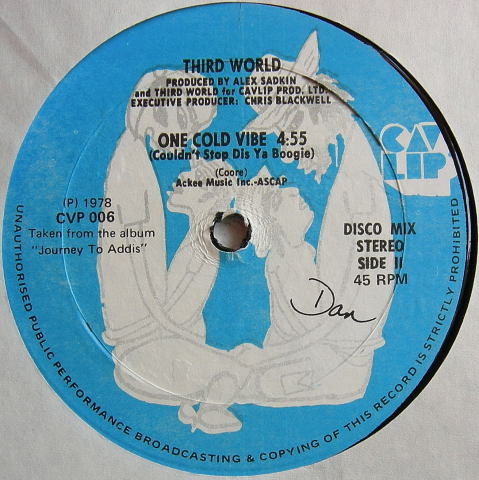 THIRD WORLD
PRODUCED BY ALEX SADKIN
and THIRD WORLD for CAVLIP PROD. LTD.
EXECUTIVE PRODUCER: CHRIS BLACKWELL
ONE COLD VIBE 4:55
(Couldn't Stop Dis Ya Boogie)
(Coore)
Ackee Music Inc.-ASCAP
CAV
LIP
(P) 1978
CVP 006
Taken from the album
"Journey To Addis"
DISCO MIX
STEREO
SIDE II
45 RPM
Dan
UNAUTHORISED PUBLIC PERFORMANCE BROADCASTING & COPYING OF THIS RECORD IS STRICTLY PROHIBITED